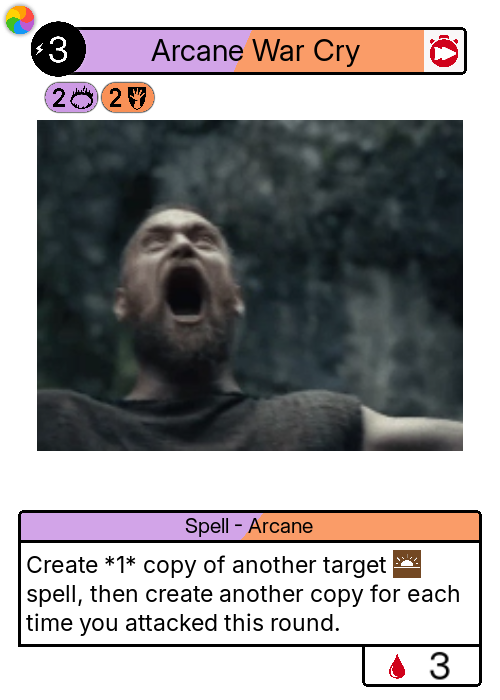 3 Arcane War Cry
2 2
Spell - Arcane
Create *1* copy of another target
spell, then create another copy for each
time you attacked this round.
3